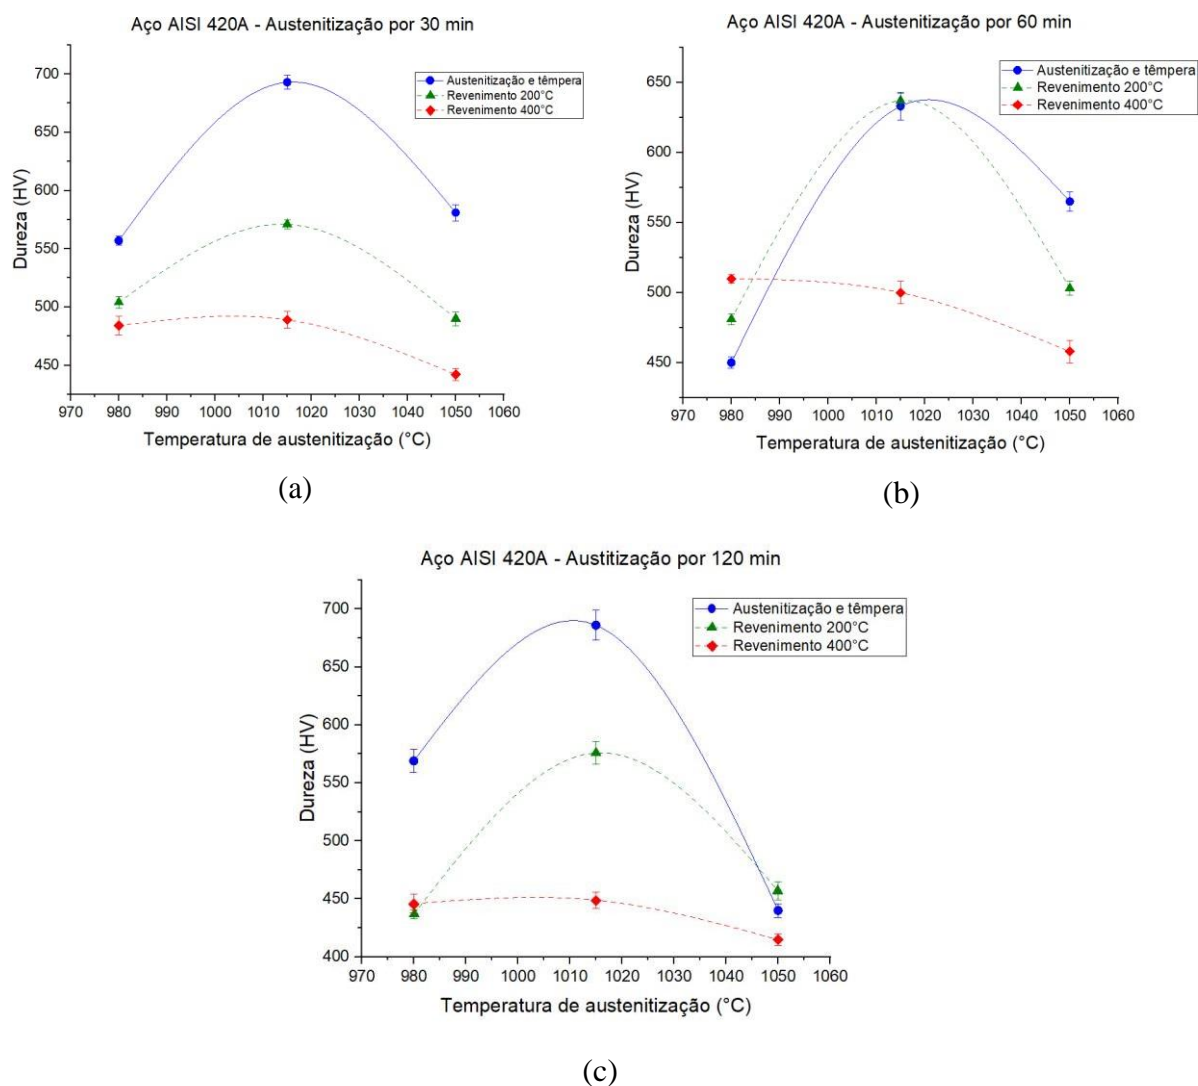 Aço AISI 420A - Austenitização por 30 min
700
650
600
550
500
450
Dureza (HV)
Austenitização e têmpera
Revenimento 200°C
Revenimento 400°C
970 980 990 1000 1010 1020 1030 1040 1050 1060
Temperatura de austenitização (°C)
(a)
Aço AISI 420A - Austenitização por 60 min
650
600
550
500
450
Dureza (HV)
Austenitização e têmpera
Revenimento 200°C
Revenimento 400°C
970 980 990 1000 1010 1020 1030 1040 1050 1060
Temperatura de austenitização (°C)
(b)
Aço AISI 420A - Austitização por 120 min
700
650
600
550
500
450
400
Dureza (HV)
Austenitização e têmpera
Revenimento 200°C
Revenimento 400°C
970 980 990 1000 1010 1020 1030 1040 1050 1060
Temperatura de austenitização (°C)
(c)